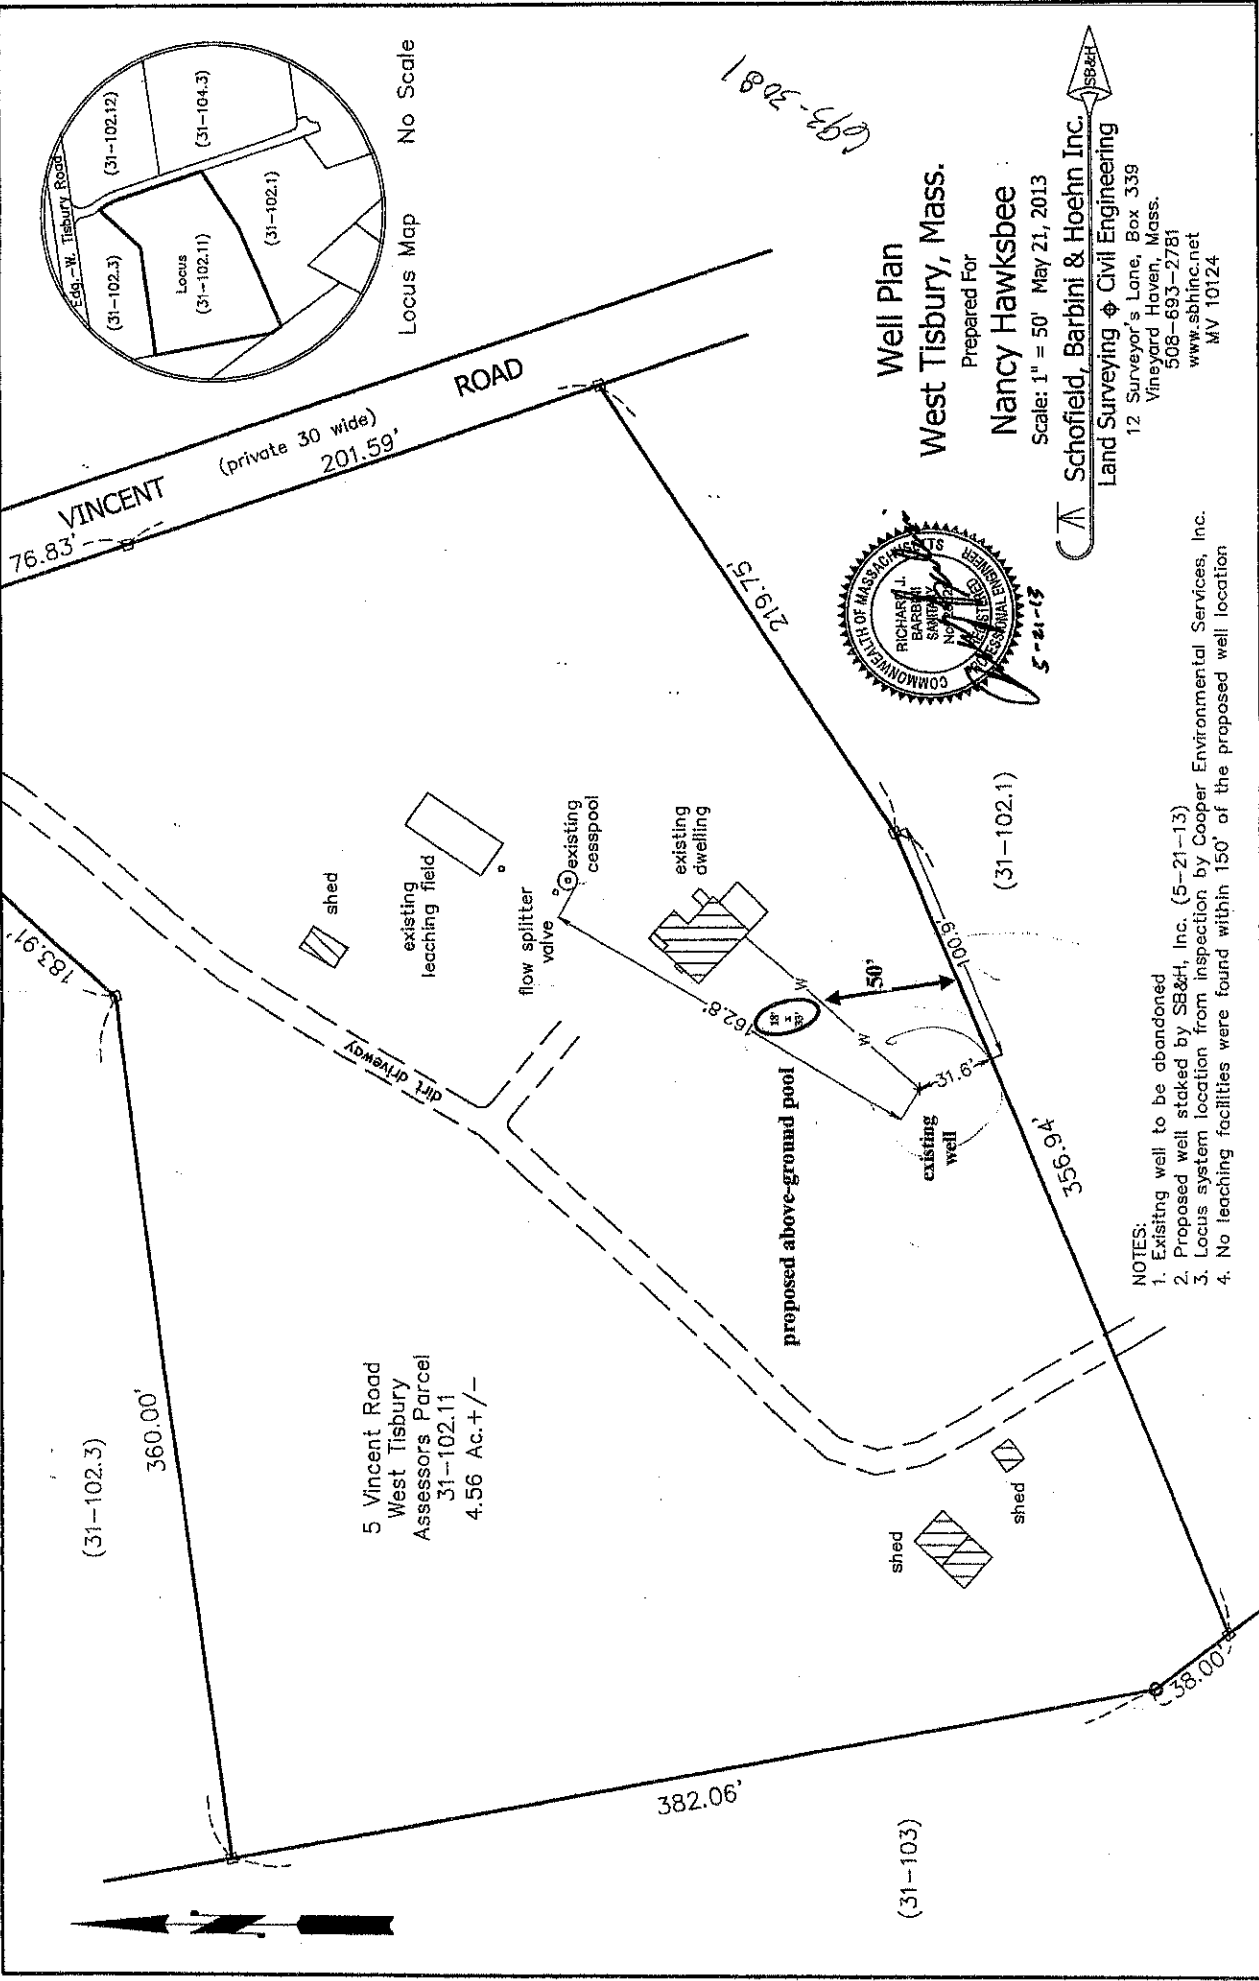 Edg.-W. Tisbury Road
(31-102.12)
(31-102.3)
(31-104.3)
Locus
(31-102.11)
(31-102.1)
Locus Map No Scale
693-3081
76.83'
VINCENT
ROAD
(private 30 wide)
201.59'
183.91'
(31-102.3)
360.00'
219.75'
shed
existing
leaching field
flow splitter
valve
existing
cesspool
existing
dwelling
dirt driveway
162.8'
18'
x
33'
W
W
50'
100.9'
31.6'
proposed above-ground pool
existing
well
(31-102.1)
356.94'
5 Vincent Road
West Tisbury
Assessors Parcel
31-102.11
4.56 Ac.+/-
shed
shed
38.00'
382.06'
(31-103)
Well Plan
West Tisbury, Mass.
Prepared For
Nancy Hawksbee
Scale: 1" = 50' May 21, 2013
Schofield, Barbini & Hoehn Inc.
SB&H
Land Surveying Civil Engineering
12 Surveyor's Lane, Box 339
Vineyard Haven, Mass.
508-693-2781
www.sbhinc.net
MV 10124
COMMONWEALTH OF MASSACHUSETTS
RICHARD J.
BARBINI
SANITARY
REGISTERED
PROFESSIONAL ENGINEER
5-21-13
NOTES:
1. Exisitng well to be abandoned
2. Proposed well staked by SB&H, Inc. (5-21-13)
3. Locus system location from inspection by Cooper Environmental Services, Inc.
4. No leaching facilities were found within 150' of the proposed well location